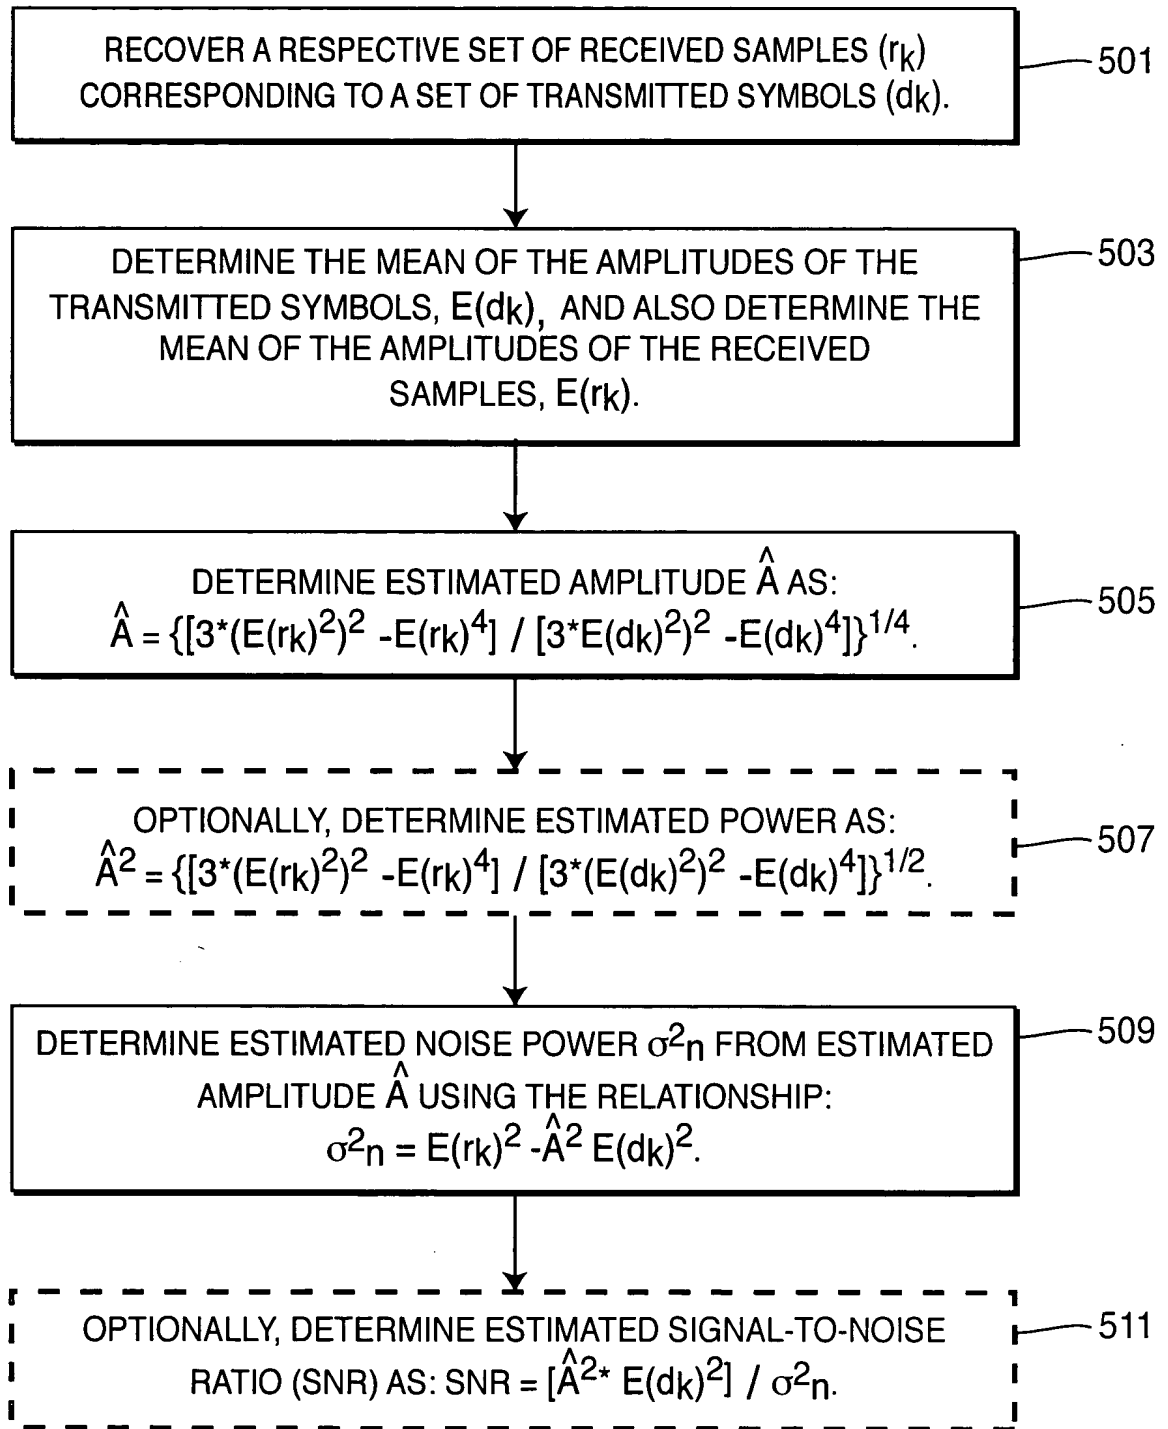 RECOVER A RESPECTIVE SET OF RECEIVED SAMPLES (rk)
CORRESPONDING TO A SET OF TRANSMITTED SYMBOLS (dk).
501
DETERMINE THE MEAN OF THE AMPLITUDES OF THE
TRANSMITTED SYMBOLS, E(dk), AND ALSO DETERMINE THE
MEAN OF THE AMPLITUDES OF THE RECEIVED
SAMPLES, E(rk).
503
DETERMINE ESTIMATED AMPLITUDE Â AS:
Â = {[3*(E(rk)²)² -E(rk)⁴] / [3*E(dk)²)² -E(dk)⁴]}¹/⁴.
505
OPTIONALLY, DETERMINE ESTIMATED POWER AS:
Â² = {[3*(E(rk)²)² -E(rk)⁴] / [3*(E(dk)²)² -E(dk)⁴]}¹/².
507
DETERMINE ESTIMATED NOISE POWER σ²n FROM ESTIMATED
AMPLITUDE Â USING THE RELATIONSHIP:
σ²n = E(rk)² -Â² E(dk)².
509
OPTIONALLY, DETERMINE ESTIMATED SIGNAL-TO-NOISE
RATIO (SNR) AS: SNR = [Â²* E(dk)²] / σ²n.
511